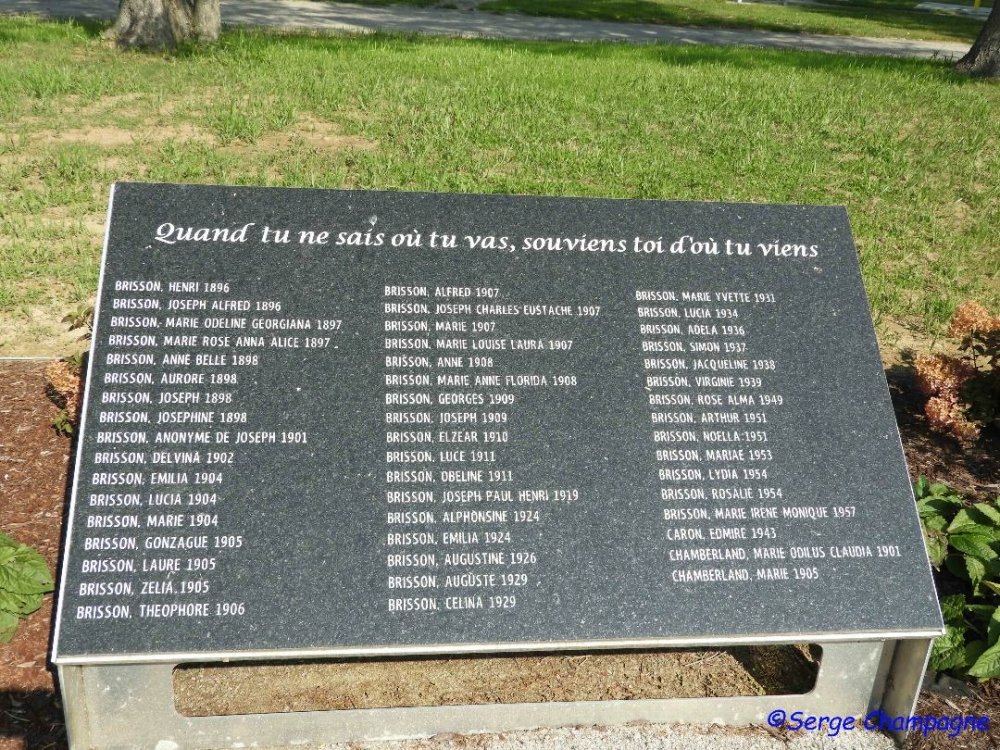 Quand tu ne sais où tu vas, souviens toi d'où tu viens
BRISSON, HENRI 1896
BRISSON, JOSEPH ALFRED 1896
BRISSON, MARIE ODELINE GEORGIANA 1897
BRISSON, MARIE ROSE ANNA ALICE 1897
BRISSON, ANNE BELLE 1898
BRISSON, AURORE 1898
BRISSON, JOSEPH 1898
BRISSON, JOSEPHINE 1898
BRISSON, ANONYME DE JOSEPH 1901
BRISSON, DELVINA 1902
BRISSON, EMILIA 1904
BRISSON, LUCIA 1904
BRISSON, MARIE 1904
BRISSON, GONZAGUE 1905
BRISSON, LAURE 1905
BRISSON, ZELIA 1905
BRISSON, THEOPHORE 1906
BRISSON, ALFRED 1907
BRISSON, JOSEPH CHARLES EUSTACHE 1907
BRISSON, MARIE 1907
BRISSON, MARIE LOUISE LAURA 1907
BRISSON, ANNE 1908
BRISSON, MARIE ANNE FLORIDA 1908
BRISSON, GEORGES 1909
BRISSON, JOSEPH 1909
BRISSON, ELZEAR 1910
BRISSON, LUCE 1911
BRISSON, OBELINE 1911
BRISSON, JOSEPH PAUL HENRI 1919
BRISSON, ALPHONSINE 1924
BRISSON, EMILIA 1924
BRISSON, AUGUSTINE 1926
BRISSON, AUGUSTE 1929
BRISSON, CELINA 1929
BRISSON, MARIE YVETTE 1931
BRISSON, LUCIA 1934
BRISSON, ADELA 1936
BRISSON, SIMON 1937
BRISSON, JACQUELINE 1938
BRISSON, VIRGINIE 1939
BRISSON, ROSE ALMA 1949
BRISSON, ARTHUR 1951
BRISSON, NOELLA 1951
BRISSON, MARIAE 1953
BRISSON, LYDIA 1954
BRISSON, ROSALIE 1954
BRISSON, MARIE IRENE MONIQUE 1957
CARON, EDMIRE 1943
CHAMBERLAND, MARIE ODILUS CLAUDIA 1901
CHAMBERLAND, MARIE 1905
©Serge Champagne